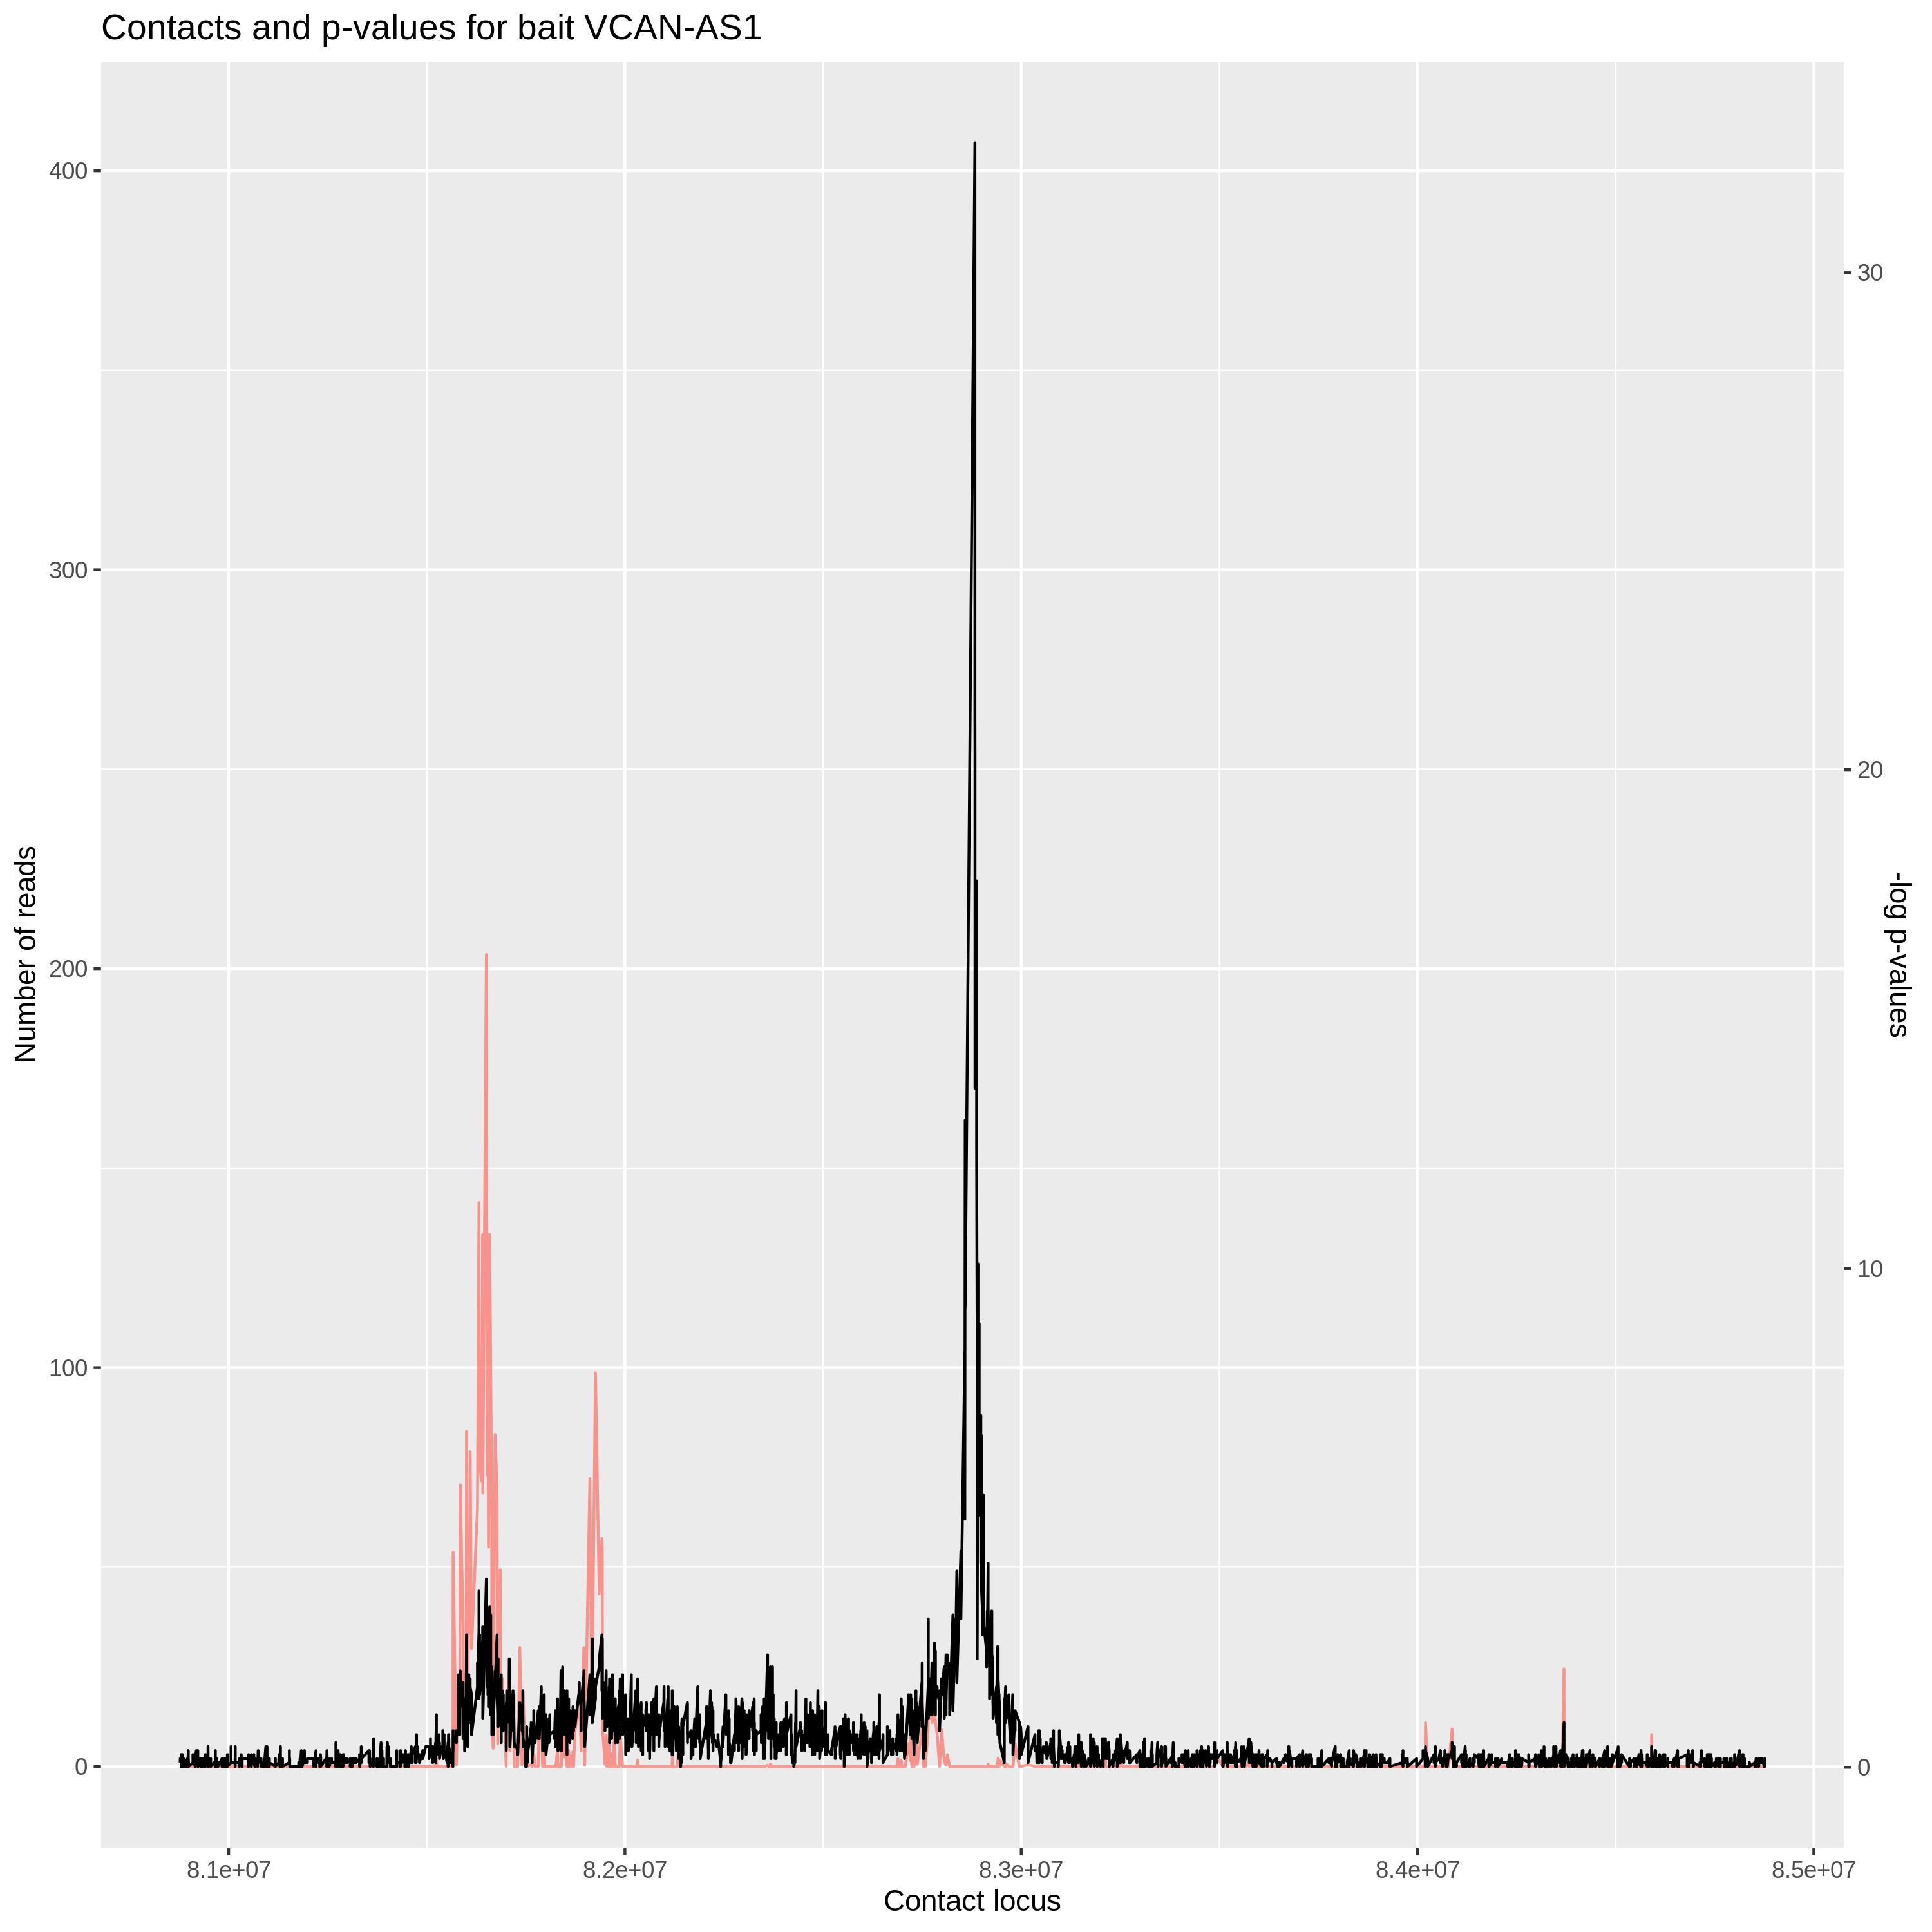 Contacts and p-values for bait VCAN-AS1
400
300
200
100
0
30
20
10
0
8.1e+07
8.2e+07
8.3e+07
8.4e+07
8.5e+07
Number of reads
-log p-values
Contact locus